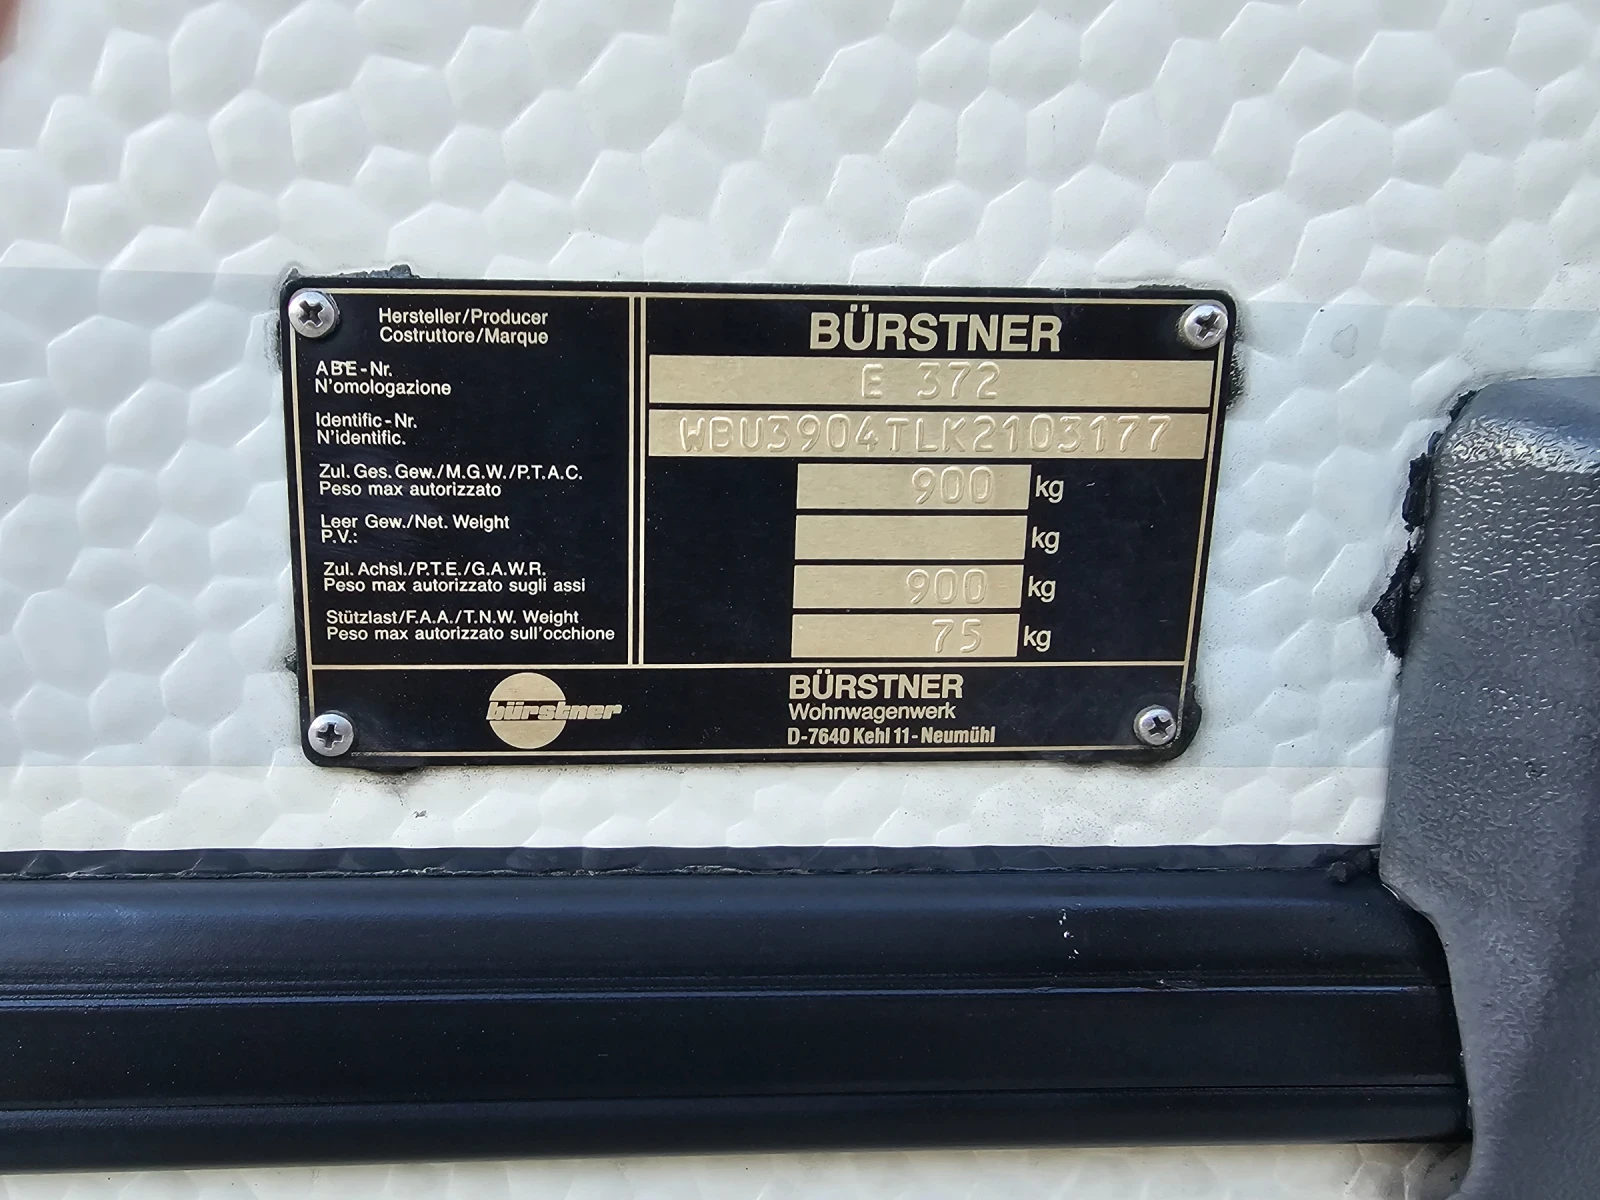 Hersteller/Producer
Costruttore/Marque
BÜRSTNER
ABE-Nr.
N'omologazione
E 372
Identific-Nr.
N'identific.
WBU3904TLK2103177
Zul. Ges. Gew./M.G.W./P.T.A.C.
Peso max autorizzato
900 kg
Leer Gew./Net. Weight
P.V.:
kg
Zul. Achsl./P.T.E./G.A.W.R.
Peso max autorizzato sugli assi
900 kg
Stützlast/F.A.A./T.N.W. Weight
Peso max autorizzato sull'occhione
75 kg
bürstner
BÜRSTNER
Wohnwagenwerk
D-7640 Kehl 11-Neumühl